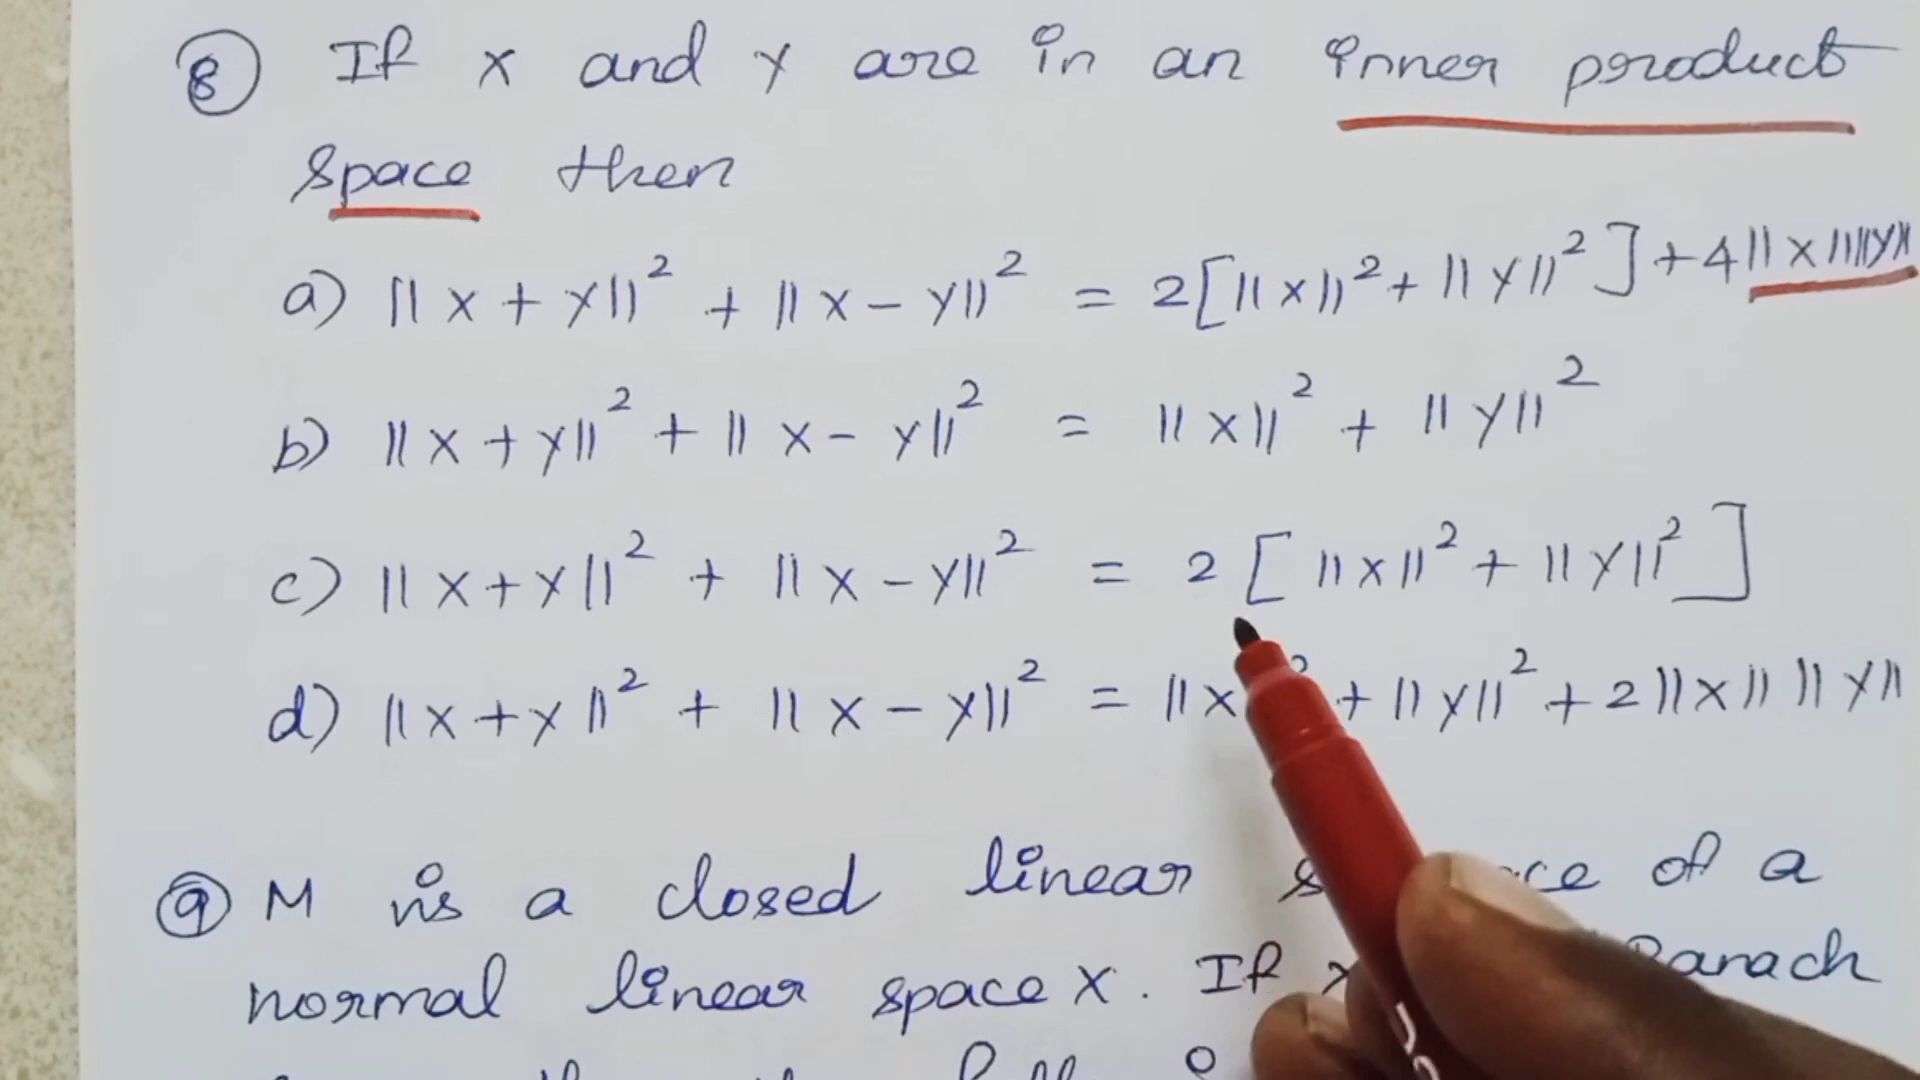 ⑧ If x and y are in an inner product
space then
a) ||x + y||² + ||x - y||² = 2[||x||² + ||y||²] + 4||x||||y||
b) ||x + y||² + ||x - y||² = ||x||² + ||y||²
c) ||x + y||² + ||x - y||² = 2[||x||² + ||y||²]
d) ||x + y||² + ||x - y||² = ||x ² + ||y||² + 2||x|| ||y||
⑨ M is a closed linear of a
normal linear space X. If Banach